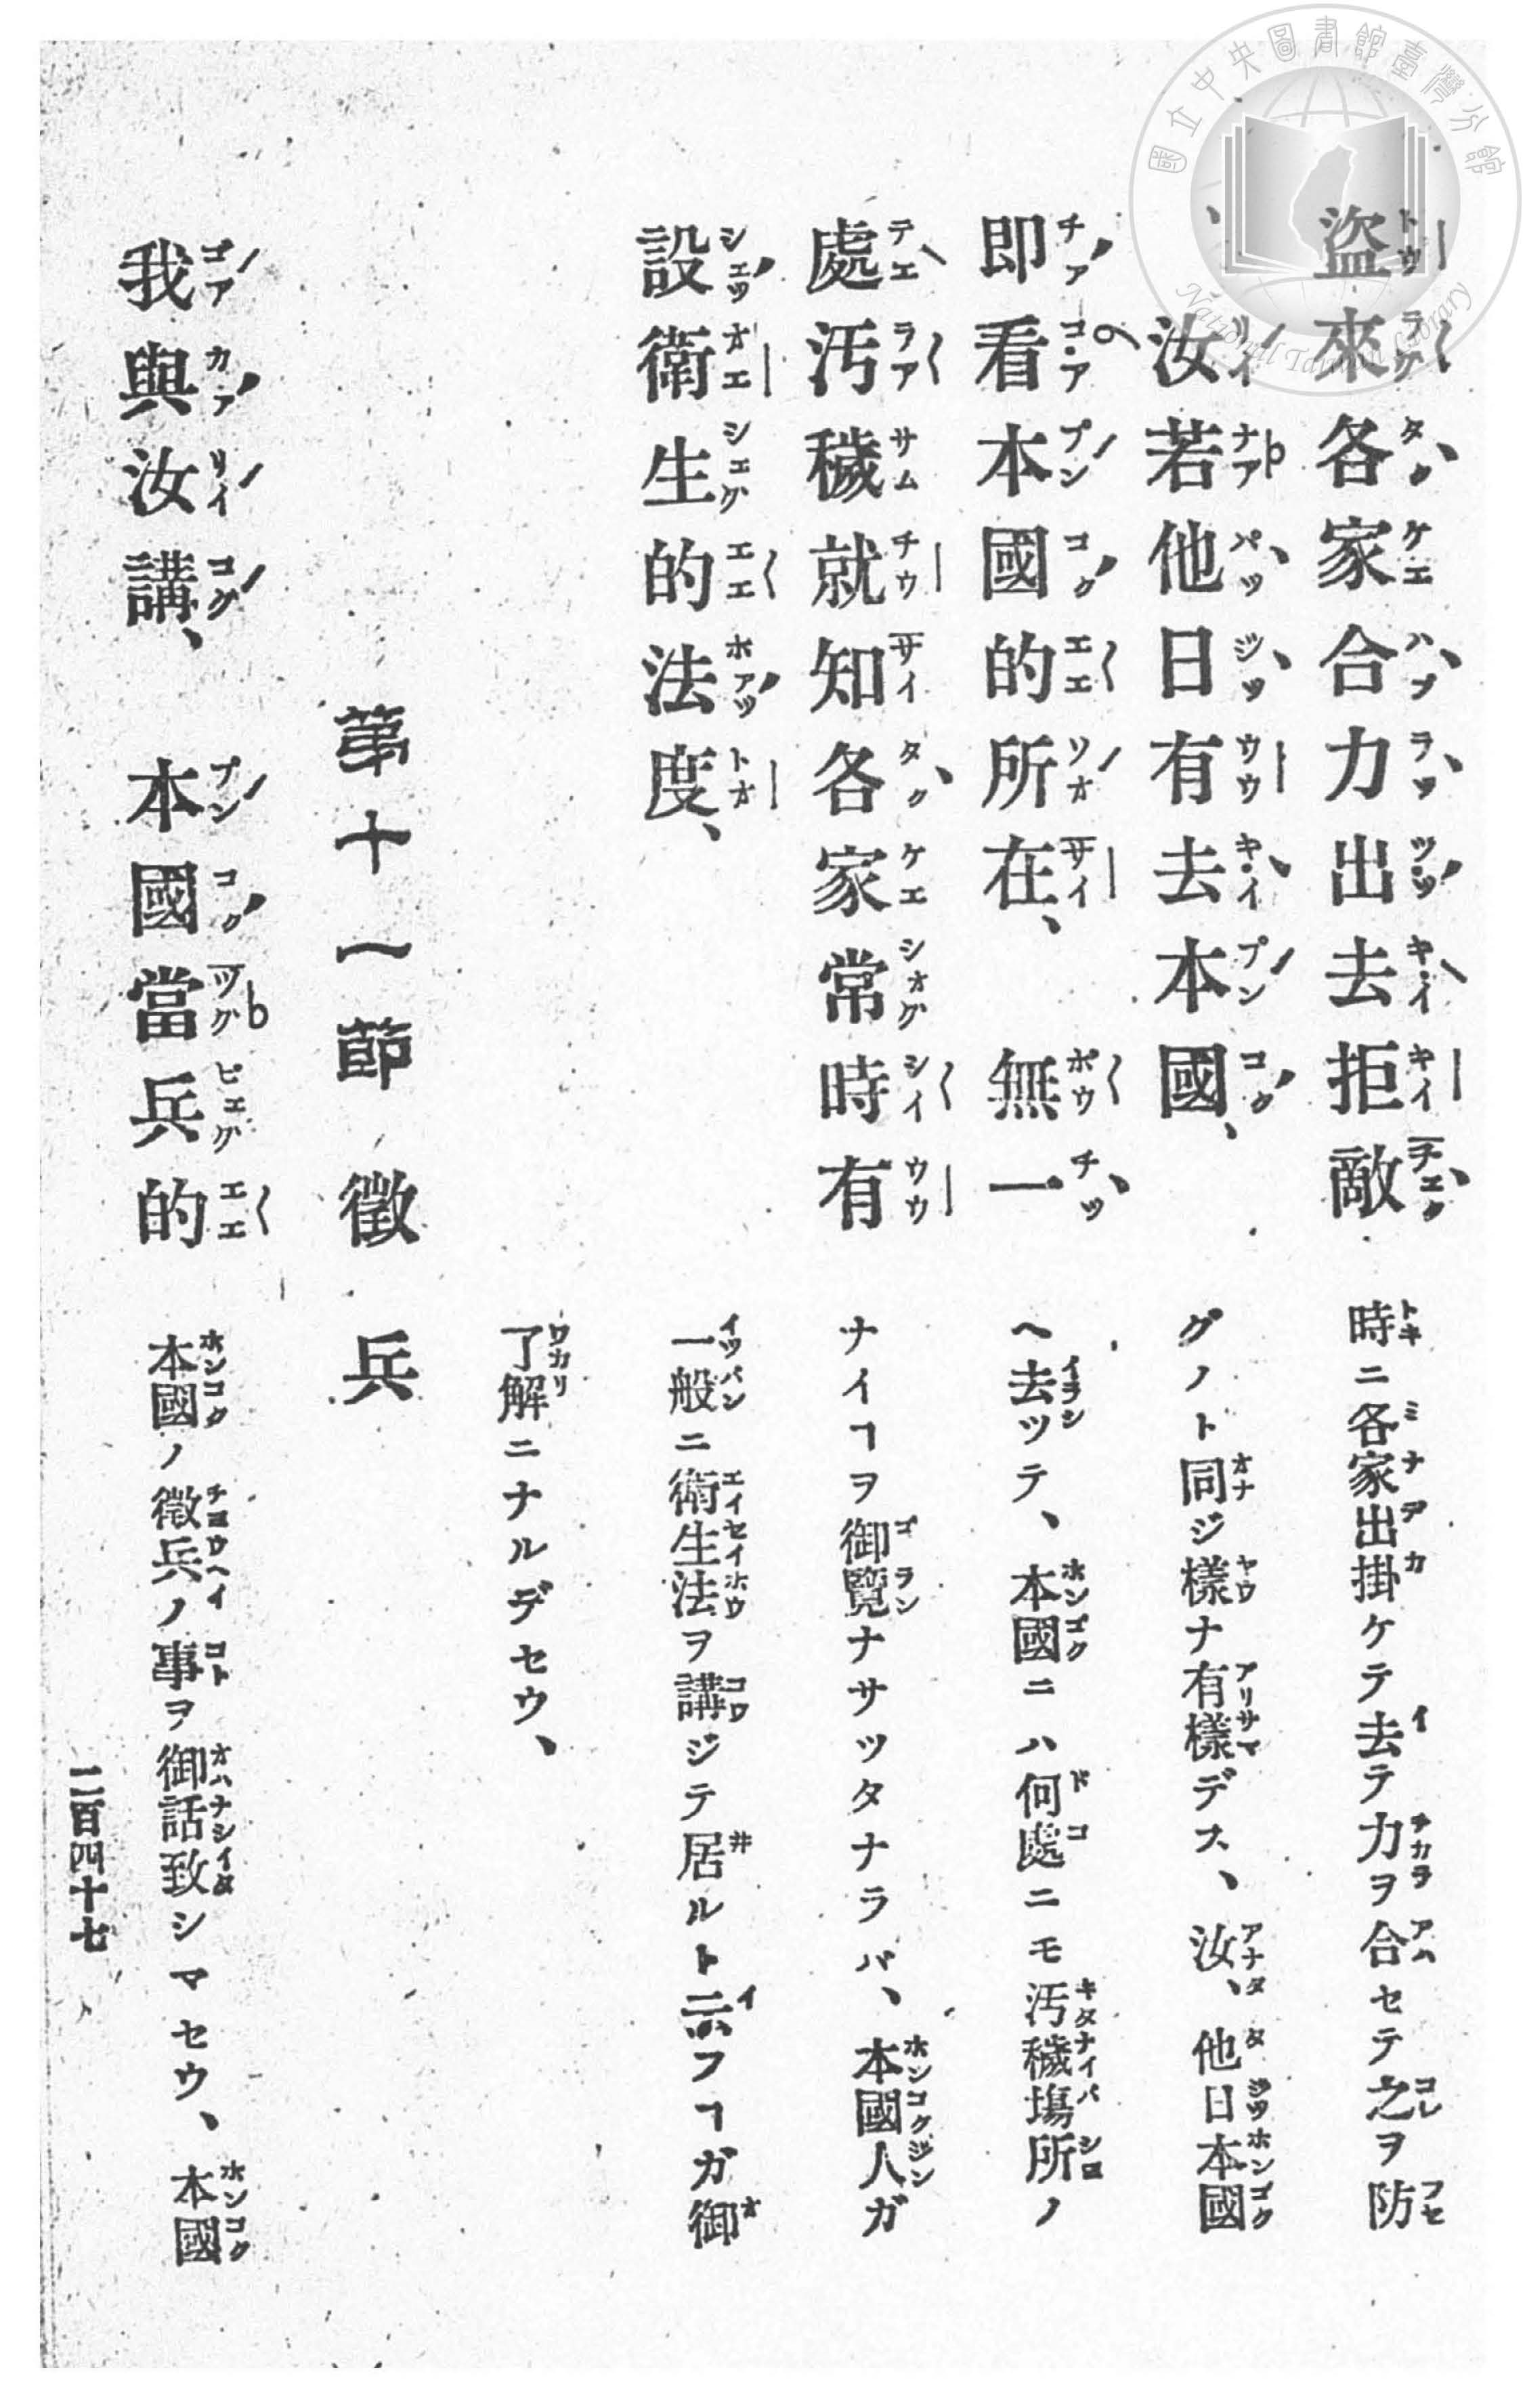 國立中央圖書館臺灣分館
National Taiwan Library
盜來各家合力出去拒敵
、汝若他日有去本國、
即看本國的所在、無一
處汚穢就知各家常時有
設衛生的法度、
時ニ各家出掛ケテ去テ力ヲ合セテ之ヲ防
グノト同ジ樣ナ有樣デス、汝、他日本國
ヘ去ツテ、本國ニハ何處ニモ汚穢塲所ノ
ナイヿヲ御覽ナサツタナラバ、本國人ガ
一般ニ衛生法ヲ講ジテ居ルト云フヿガ御
了解ニナルデセウ、
第十一節 徵兵
我與汝講、本國當兵的
本國ノ徵兵ノ事ヲ御話致シマセウ、本國
二百四十七